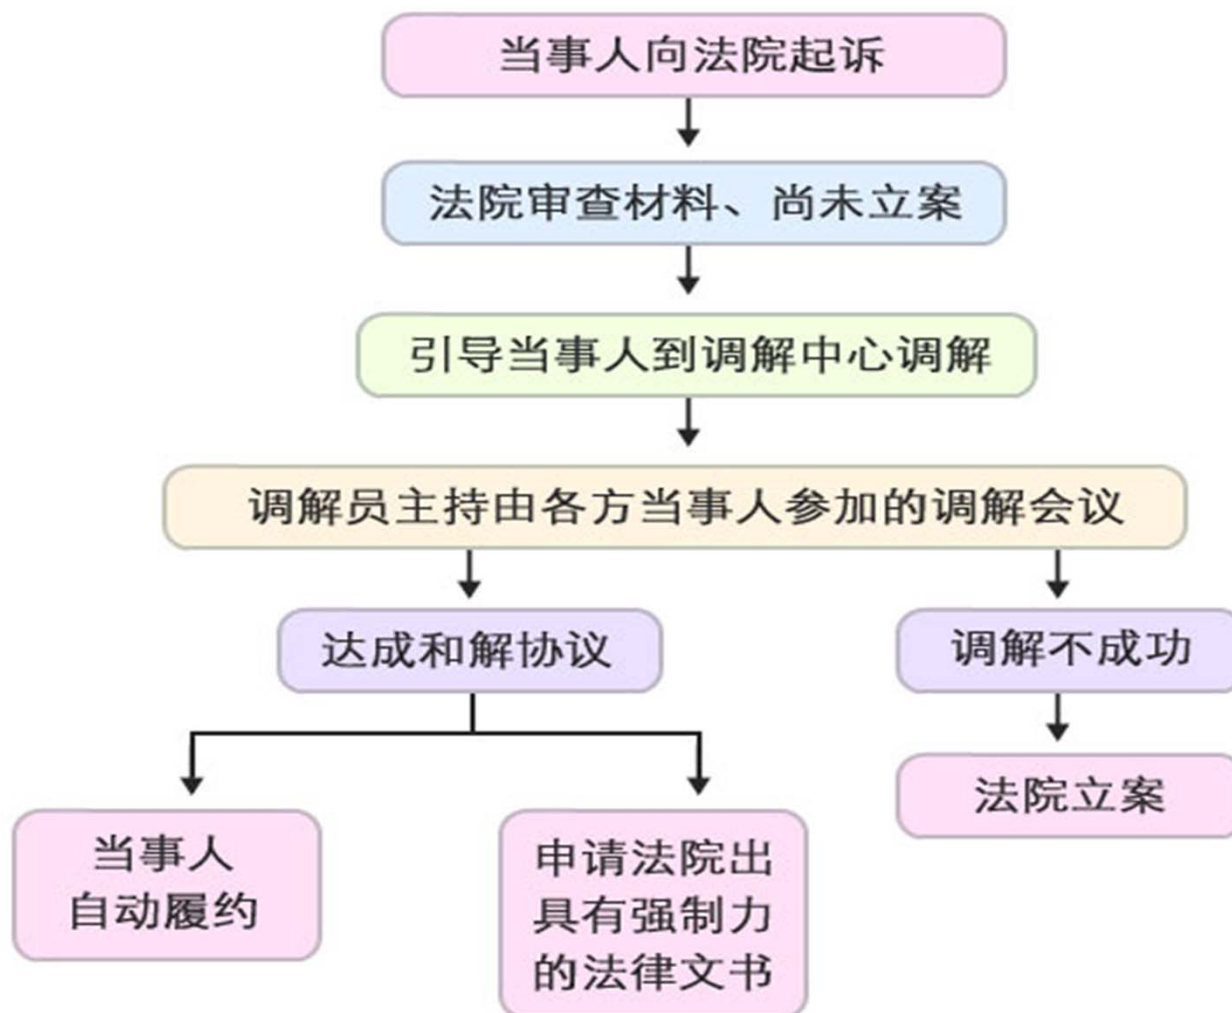 当事人向法院起诉
法院审查材料、尚未立案
引导当事人到调解中心调解
调解员主持由各方当事人参加的调解会议
达成和解协议
调解不成功
法院立案
当事人
自动履约
申请法院出
具有强制力
的法律文书